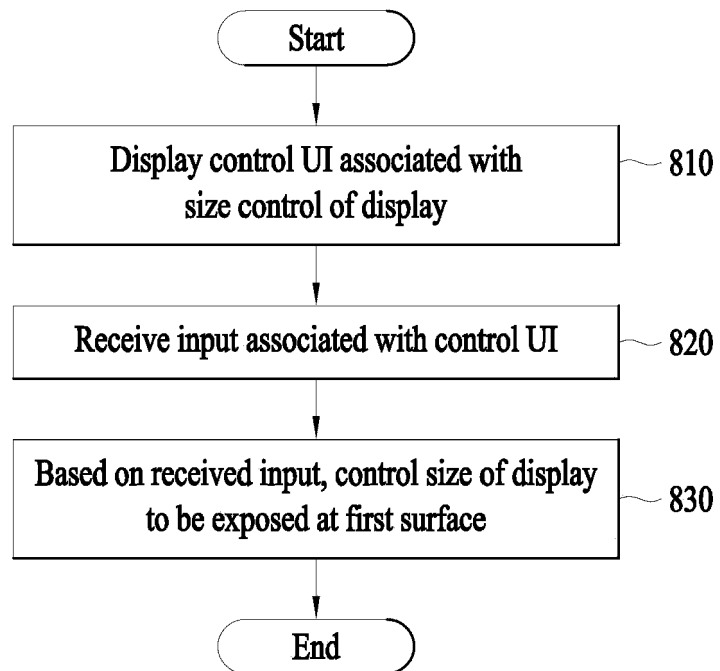 Start
Display control UI associated with
size control of display
810
Receive input associated with control UI
820
Based on received input, control size of display
to be exposed at first surface
830
End